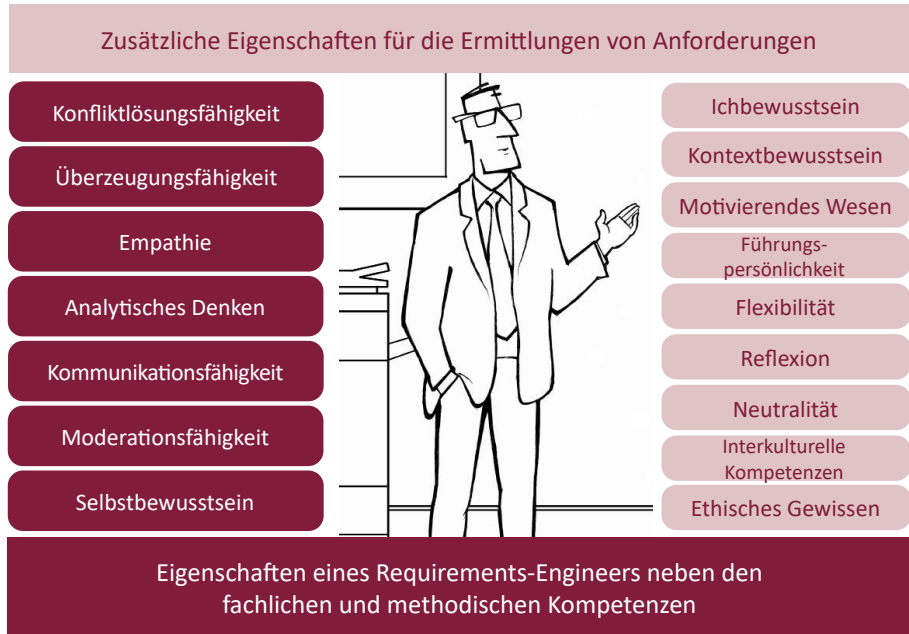 Zusätzliche Eigenschaften für die Ermittlungen von Anforderungen
Konfliktlösungsfähigkeit
Überzeugungsfähigkeit
Empathie
Analytisches Denken
Kommunikationsfähigkeit
Moderationsfähigkeit
Selbstbewusstsein
Ichbewusstsein
Kontextbewusstsein
Motivierendes Wesen
Führungs-
persönlichkeit
Flexibilität
Reflexion
Neutralität
Interkulturelle
Kompetenzen
Ethisches Gewissen
Eigenschaften eines Requirements-Engineers neben den
fachlichen und methodischen Kompetenzen